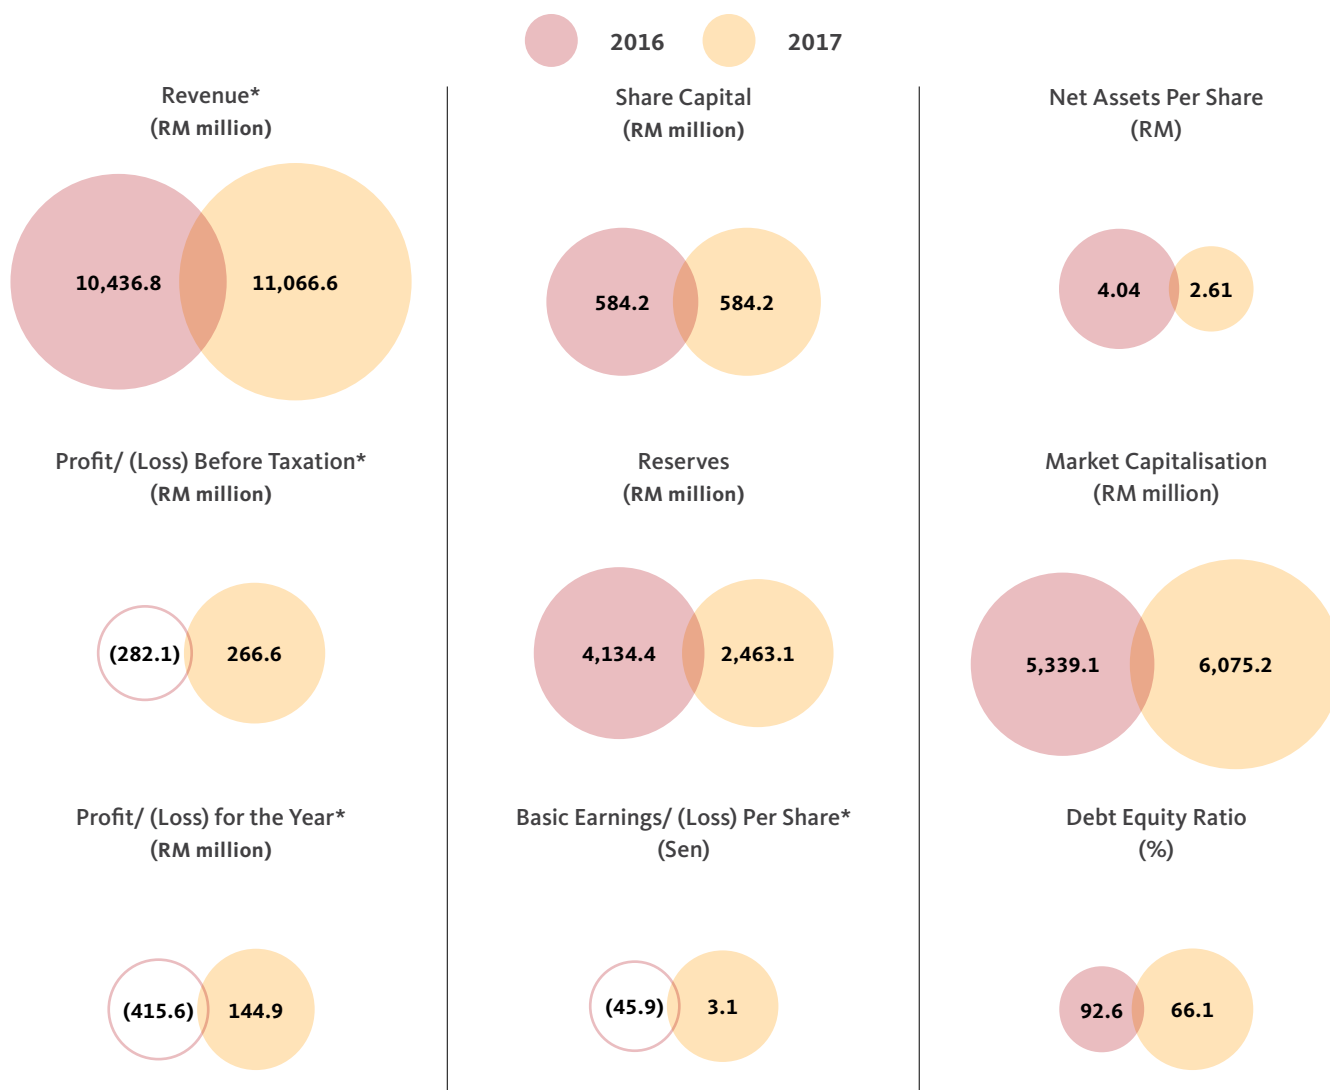 2016 2017
Revenue*
(RM million)
10,436.8 11,066.6
Share Capital
(RM million)
584.2 584.2
Net Assets Per Share
(RM)
4.04 2.61
Profit/ (Loss) Before Taxation*
(RM million)
(282.1) 266.6
Reserves
(RM million)
4,134.4 2,463.1
Market Capitalisation
(RM million)
5,339.1 6,075.2
Profit/ (Loss) for the Year*
(RM million)
(415.6) 144.9
Basic Earnings/ (Loss) Per Share*
(Sen)
(45.9) 3.1
Debt Equity Ratio
(%)
92.6 66.1